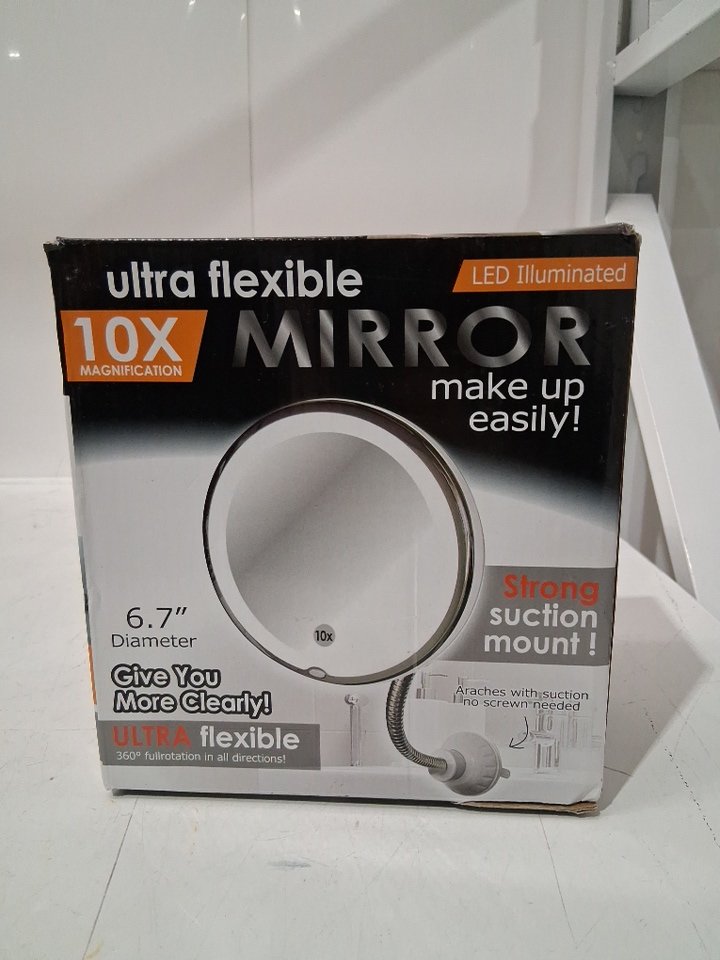 ultra flexible
LED Illuminated
10X
MAGNIFICATION
MIRROR
make up
easily!
10x
Strong
suction
mount !
6.7”
Diameter
Give You
More Clearly!
Araches with suction
no screwn needed
ULTRA flexible
360° fullrotation in all directions!